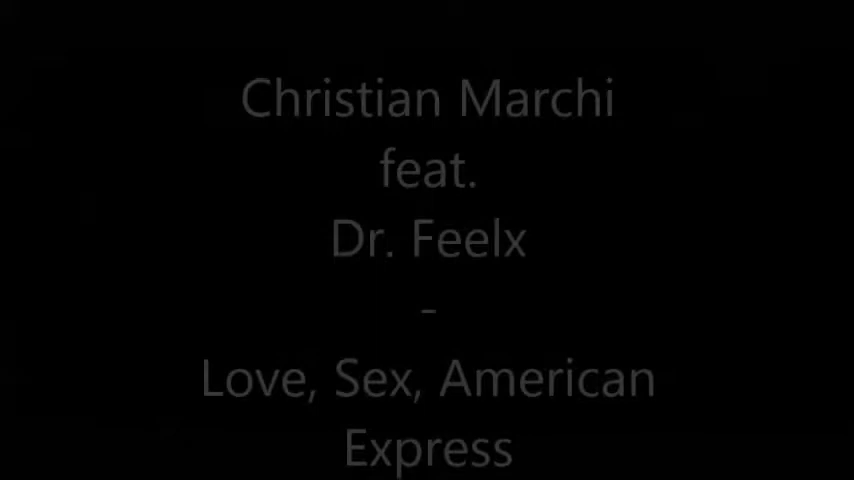 Christian Marchi
feat.
Dr. Feelx
-
Love, Sex, American
Express